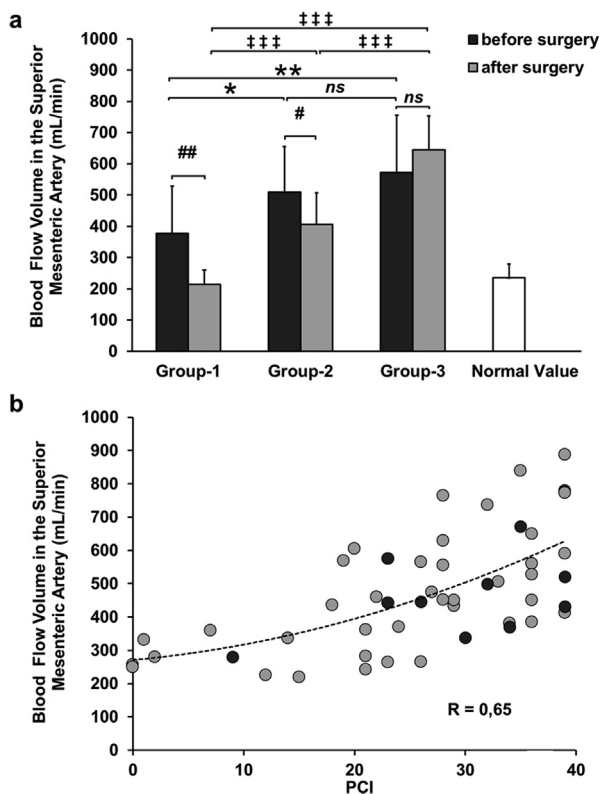 a
‡‡‡
‡‡‡ ‡‡‡
**
* ns ns
#
##
before surgery
after surgery
Blood Flow Volume in the Superior
Mesenteric Artery (mL/min)
1000
900
800
700
600
500
400
300
200
100
0
Group-1 Group-2 Group-3 Normal Value
b
Blood Flow Volume in the Superior
Mesenteric Artery (mL/min)
1000
900
800
700
600
500
400
300
200
100
0
R = 0,65
0 10 20 30 40
PCI